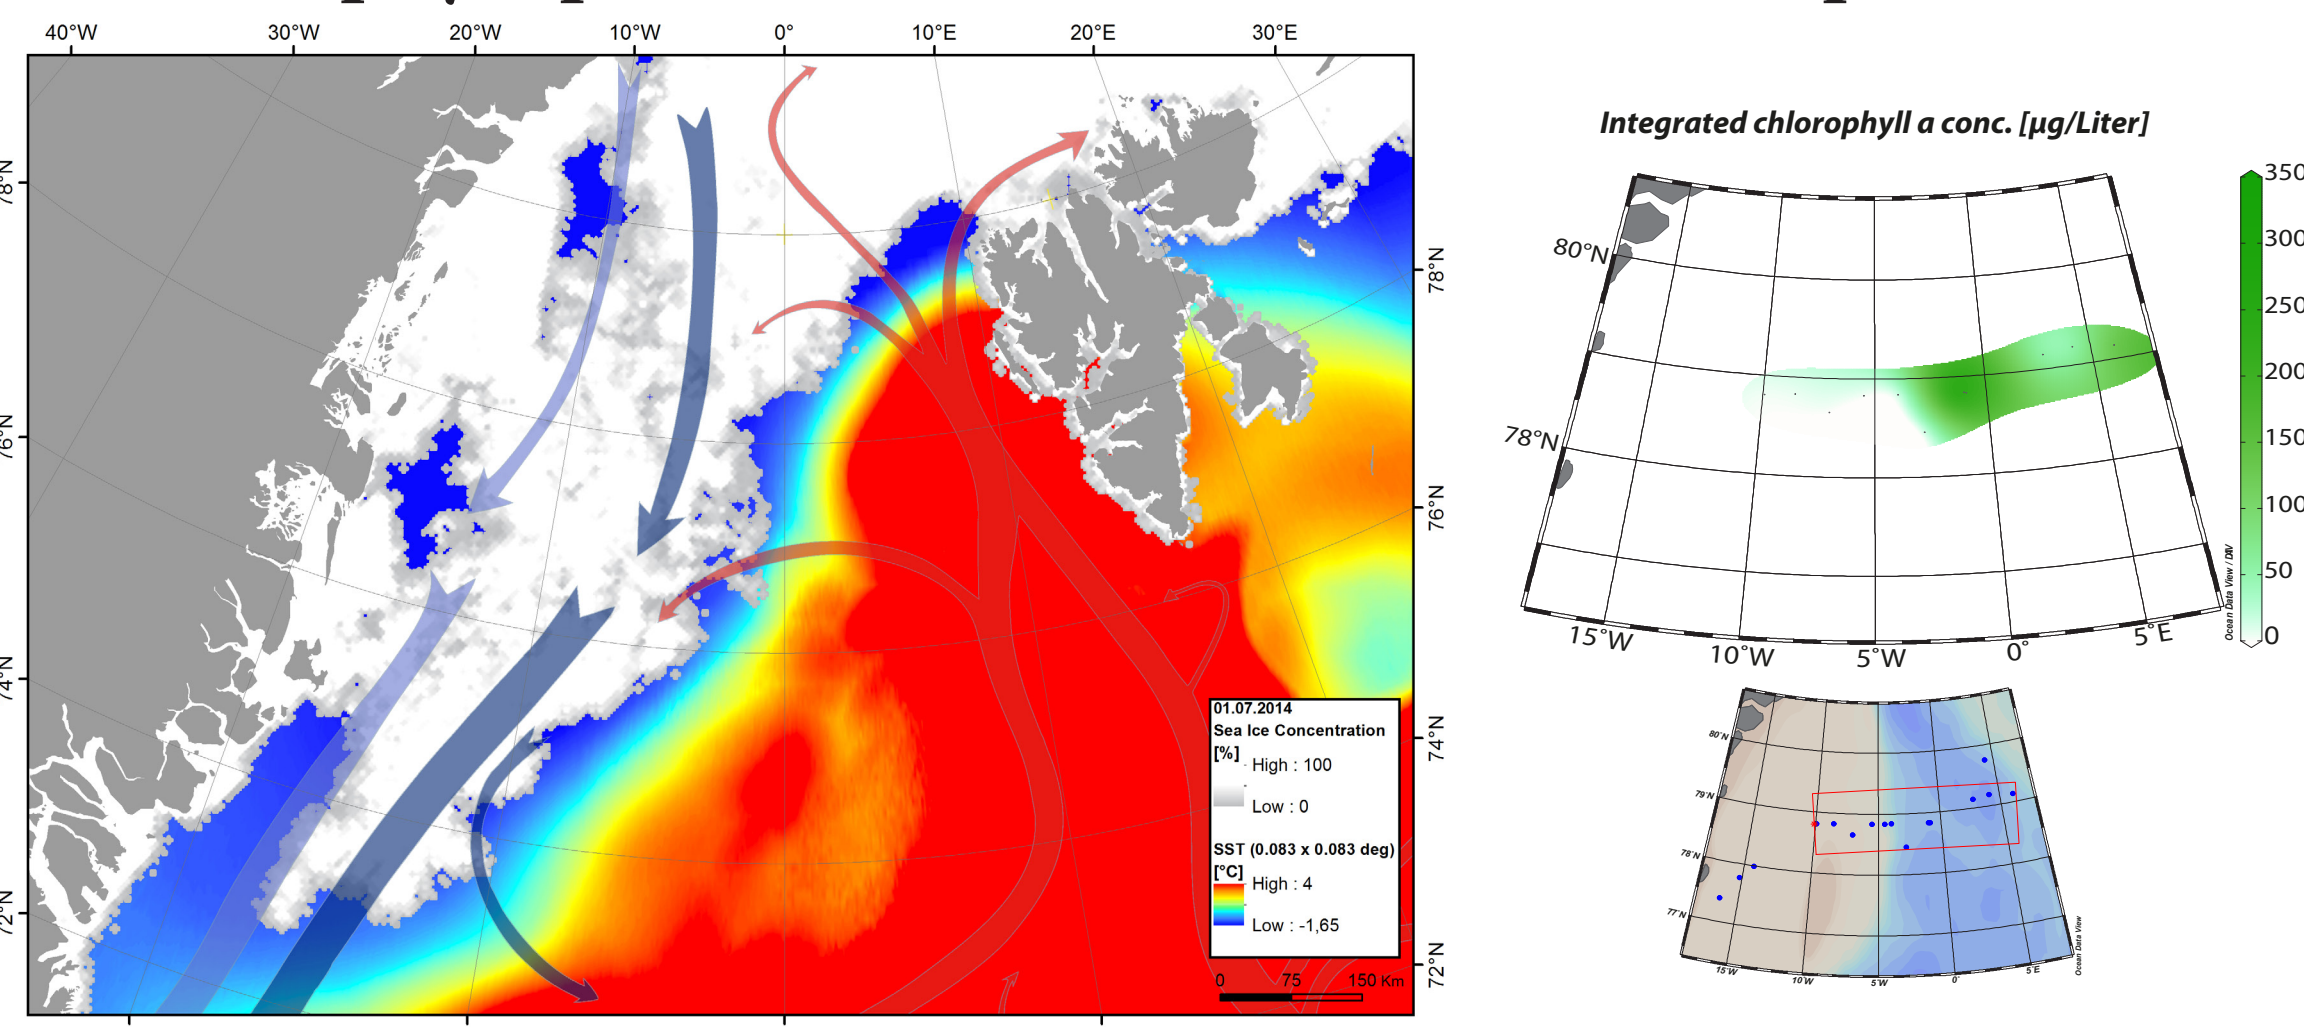 40°W 30°W 20°W 10°W 0° 10°E 20°E 30°E
78°N
76°N
74°N
72°N
78°N
76°N
74°N
72°N
01.07.2014
Sea Ice Concentration
[%]
High : 100
Low : 0
SST (0.083 x 0.083 deg)
[°C]
High : 4
Low : -1,65
0 75 150 Km
Integrated chlorophyll a conc. [µg/Liter]
80°N
78°N
15°W 10°W 5°W 0° 5°E
350
300
250
200
150
100
50
0
Ocean Data View / DIV
80°N
79°N
78°N
77°N
15°W 10°W 5°W 0° 5°E
Ocean Data View